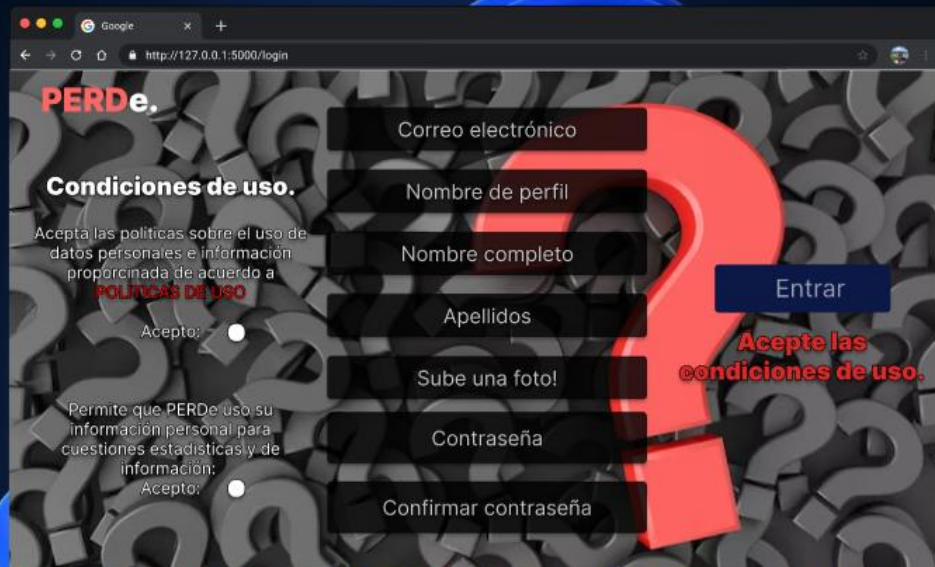 Google
http://127.0.0.1:5000/login
PERDe.
Condiciones de uso.
Acepta las politicas sobre el uso de
datos personales e información
proporcinada de acuerdo a
POLITICAS DE USO
Acepto:
Permite que PERDe uso su
información personal para
cuestiones estadisticas y de
información:
Acepto:
Correo electrónico
Nombre de perfil
Nombre completo
Apellidos
Sube una foto!
Contraseña
Confirmar contraseña
Entrar
Acepte las
condiciones de uso.